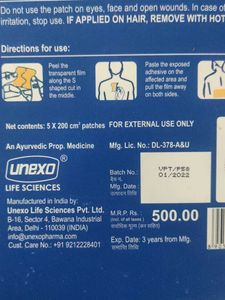 Do not use the patch on eyes, face and open wounds. In case of
irritation, stop use. IF APPLIED ON HAIR, REMOVE WITH HOT
Directions for use:
Peel the
transparent film
along the S
shaped cut in
the middle.
Paste the exposed
adhesive on the
affected area and
pull the film away
on both sides.
Net contents: 5 X 200 cm² patches
FOR EXTERNAL USE ONLY
An Ayurvedic Prop. Medicine
unexo
LIFE SCIENCES
Manufactured in India by:
Unexo Life Sciences Pvt. Ltd.
B-16, Sector 4, Bawana Industrial
Area, Delhi - 110039 (INDIA)
info@unexopharma.com
Cust. Care No.: +91 9212228401
Mfg. Lic. No.: DL-378-A&U
Batch No.:
बैच नं.
Mfg. Date :
उत्पादन तिथि
VPT/P58
01/2022
M.R.P Rs. :
(Incl. of all taxes)
500.00
Exp. Date: 3 years from Mfg.